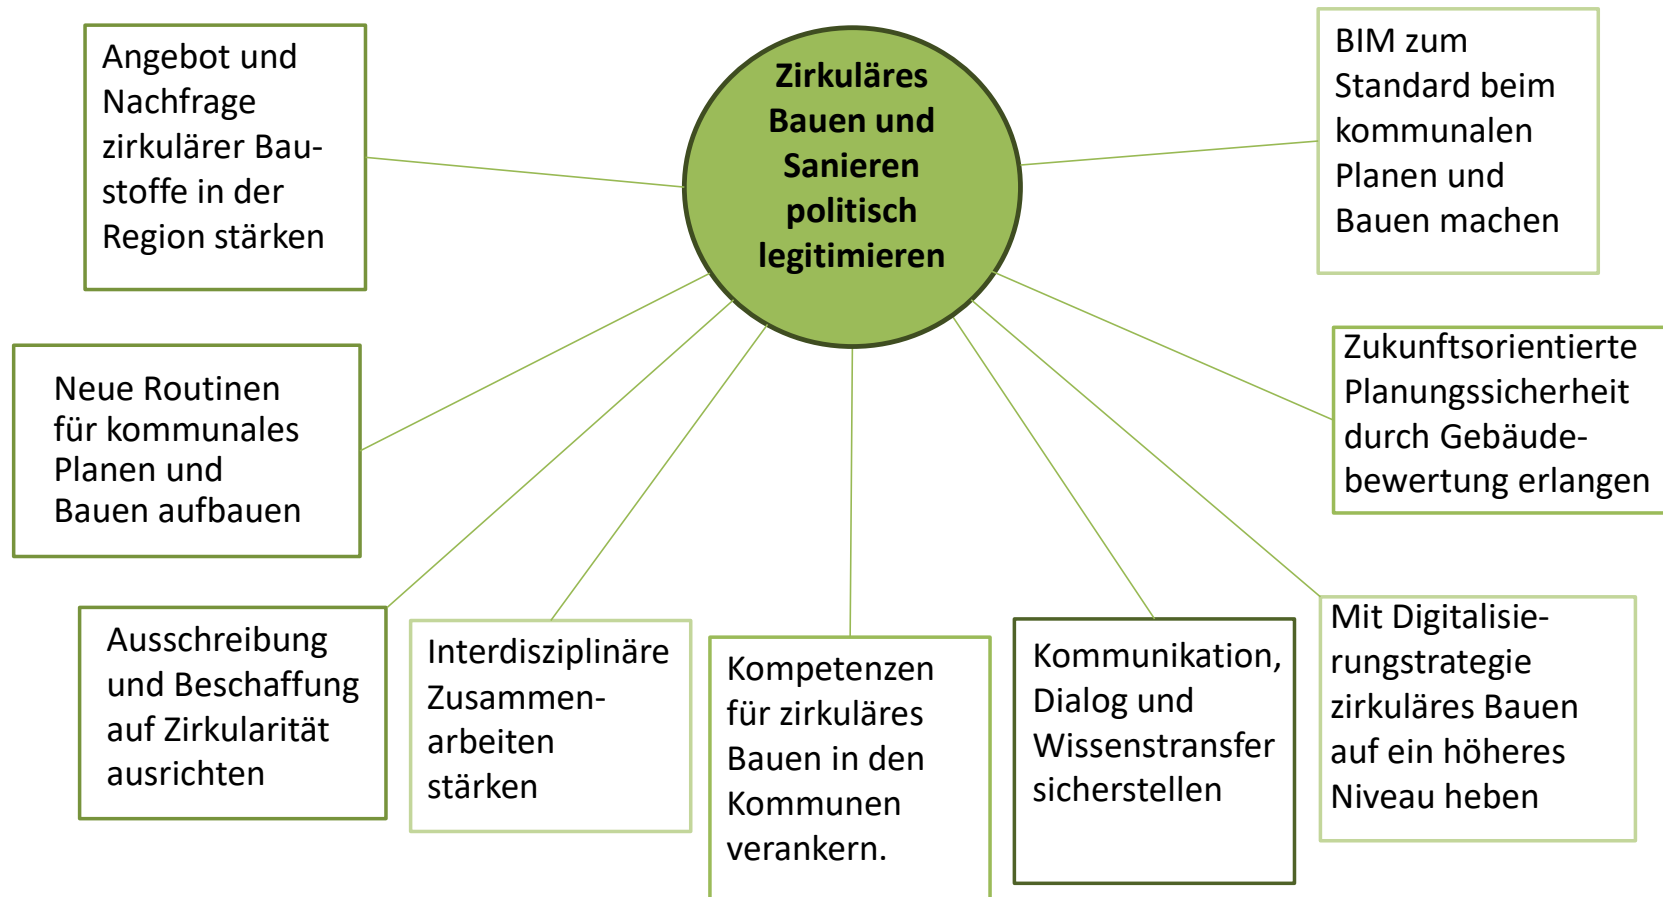 Zirkuläres
Bauen und
Sanieren
politisch
legitimieren
Angebot und
Nachfrage
zirkulärer Bau-
stoffe in der
Region stärken
Neue Routinen
für kommunales
Planen und
Bauen aufbauen
Ausschreibung
und Beschaffung
auf Zirkularität
ausrichten
Interdisziplinäre
Zusammen-
arbeiten
stärken
Kompetenzen
für zirkuläres
Bauen in den
Kommunen
verankern.
Kommunikation,
Dialog und
Wissenstransfer
sicherstellen
Mit Digitalisie-
rungstrategie
zirkuläres Bauen
auf ein höheres
Niveau heben
Zukunftsorientierte
Planungssicherheit
durch Gebäude-
bewertung erlangen
BIM zum
Standard beim
kommunalen
Planen und
Bauen machen